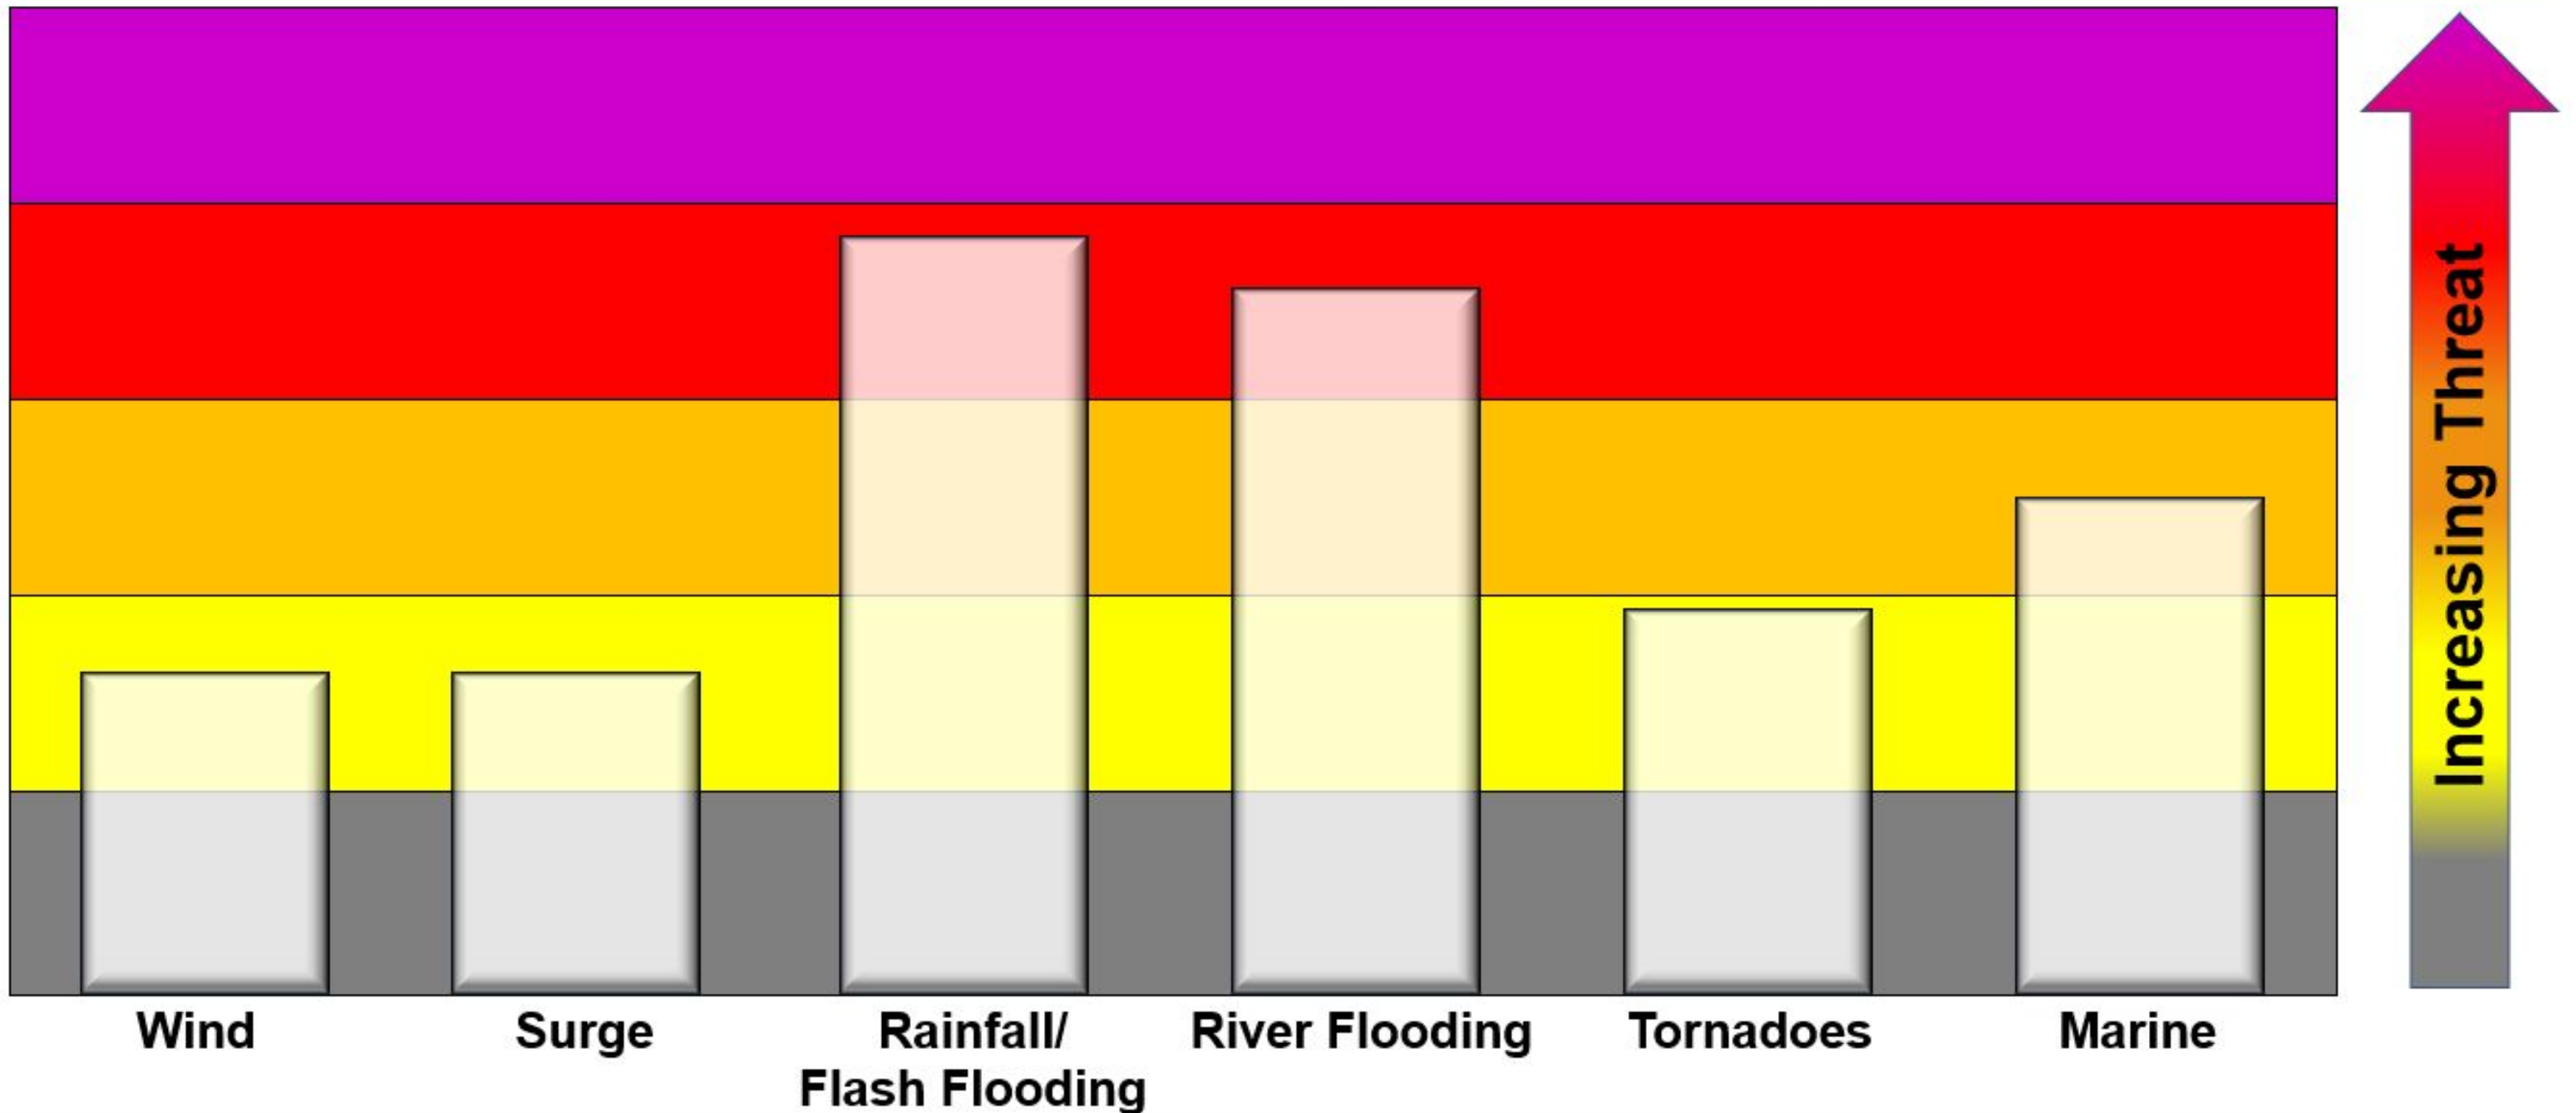 Increasing Threat
Wind
Surge
Rainfall/
Flash Flooding
River Flooding
Tornadoes
Marine